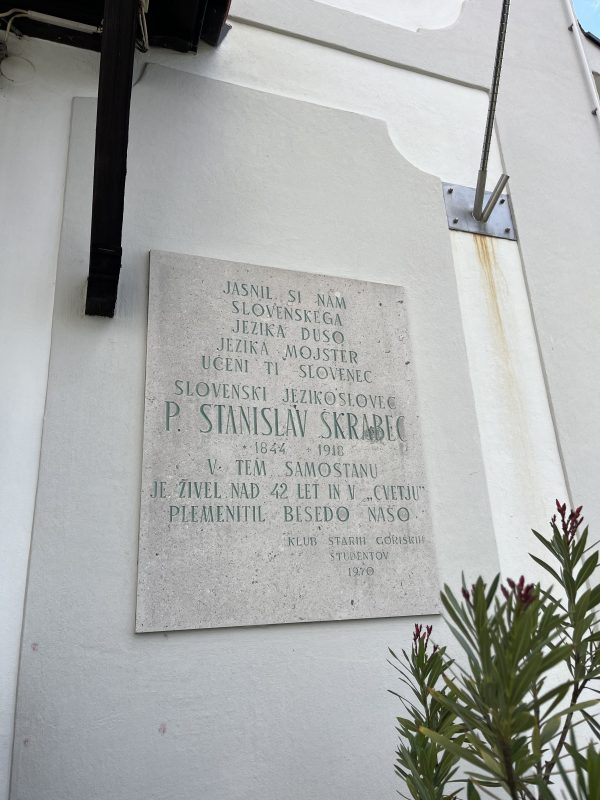 JASNIL SI NAM
SLOVENSKEGA
JEZIKA DUŠO
JEZIKA MOJSTER
UČENI TI SLOVENEC
SLOVENSKI JEZIKOSLOVEC
P. STANISLAV ŠKRABEC
* 1844 + 1918
V TEM SAMOSTANU
JE ŽIVEL NAD 42 LET IN V „CVETJU”
PLEMENITIL BESEDO NAŠO
KLUB STARIH GORIŠKIH
ŠTUDENTOV
1970